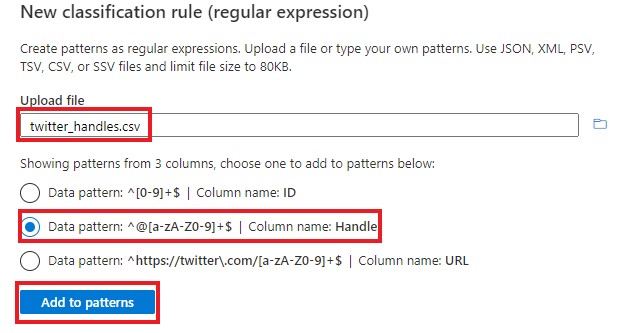 New classification rule (regular expression)
Create patterns as regular expressions. Upload a file or type your own patterns. Use JSON, XML, PSV,
TSV, CSV, or SSV files and limit file size to 80KB.
Upload file
twitter_handles.csv
Showing patterns from 3 columns, choose one to add to patterns below:
Data pattern: ^[0-9]+$ | Column name: ID
Data pattern: ^@[a-zA-Z0-9]+$ | Column name: Handle
Data pattern: ^https://twitter\.com/[a-zA-Z0-9]+$ | Column name: URL
Add to patterns